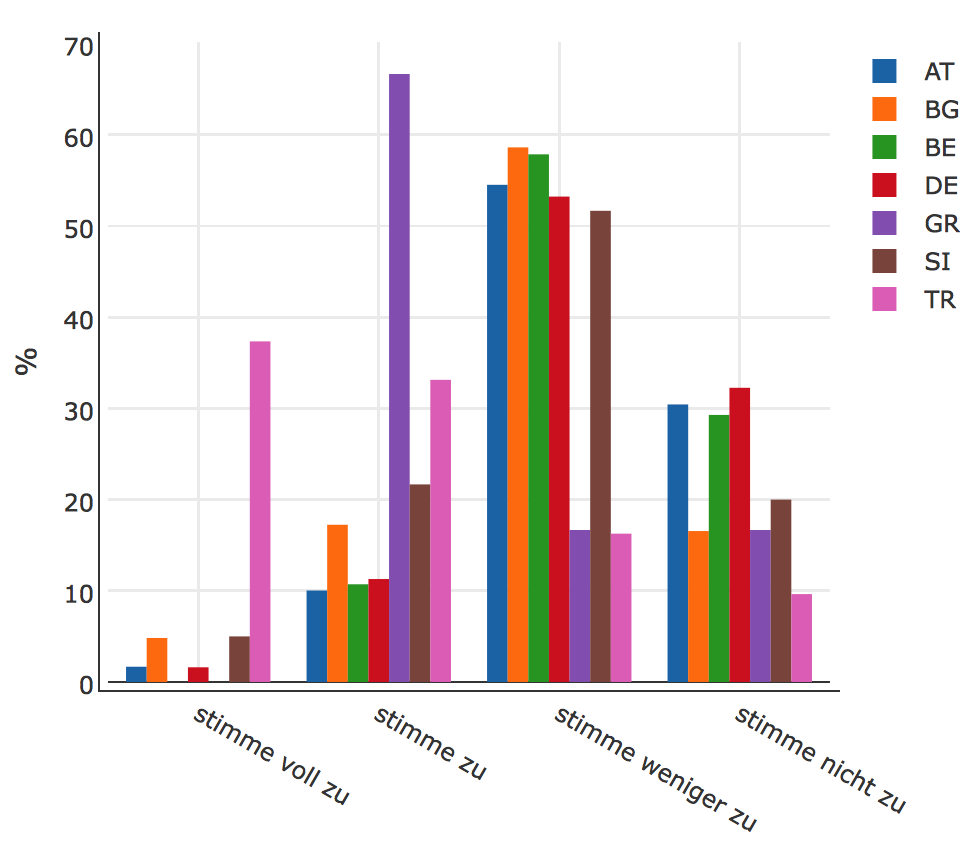 70
60
50
40
30
20
10
0
%
stimme voll zu
stimme zu
stimme weniger zu
stimme nicht zu
AT
BG
BE
DE
GR
SI
TR